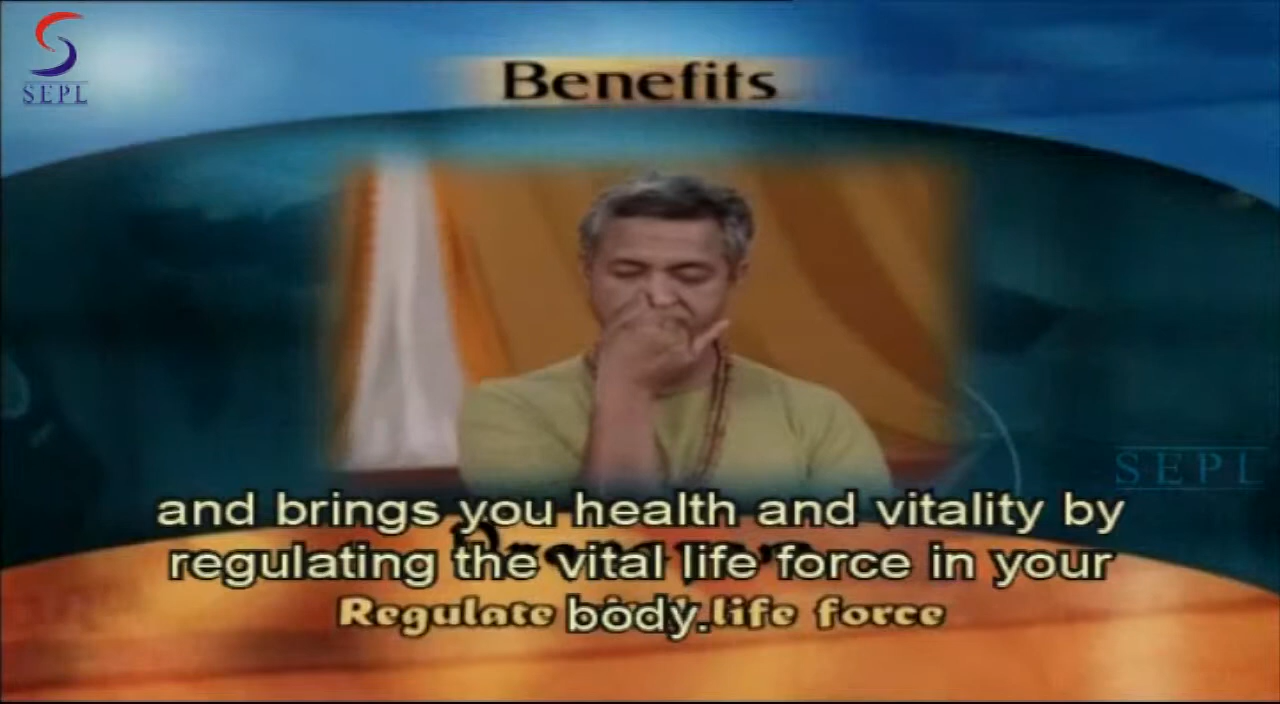 SEPL
Benefits
SEPL
and brings you health and vitality by
regulating the vital life force in your
body.
Regulate life force